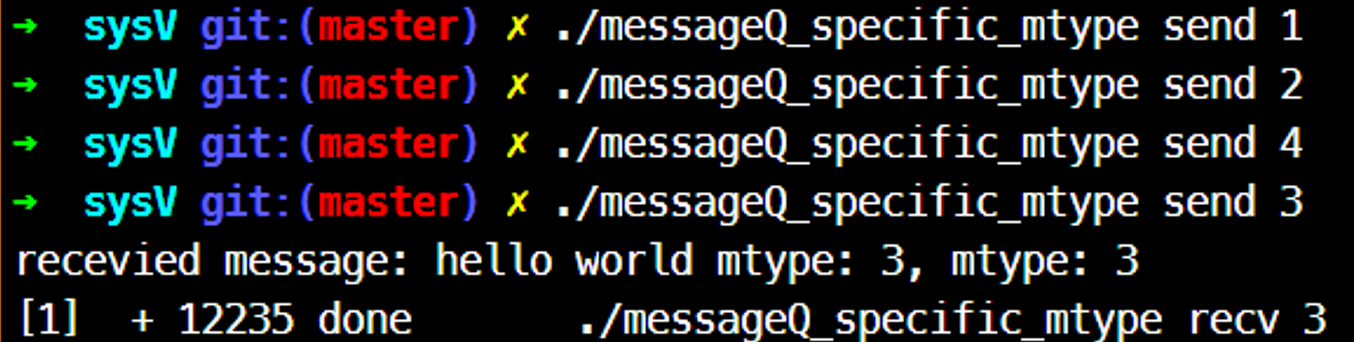 ➜ sysV git:(master) ✗ ./messageQ_specific_mtype send 1
➜ sysV git:(master) ✗ ./messageQ_specific_mtype send 2
➜ sysV git:(master) ✗ ./messageQ_specific_mtype send 4
➜ sysV git:(master) ✗ ./messageQ_specific_mtype send 3
recevied message: hello world mtype: 3, mtype: 3
[1]  + 12235 done       ./messageQ_specific_mtype recv 3